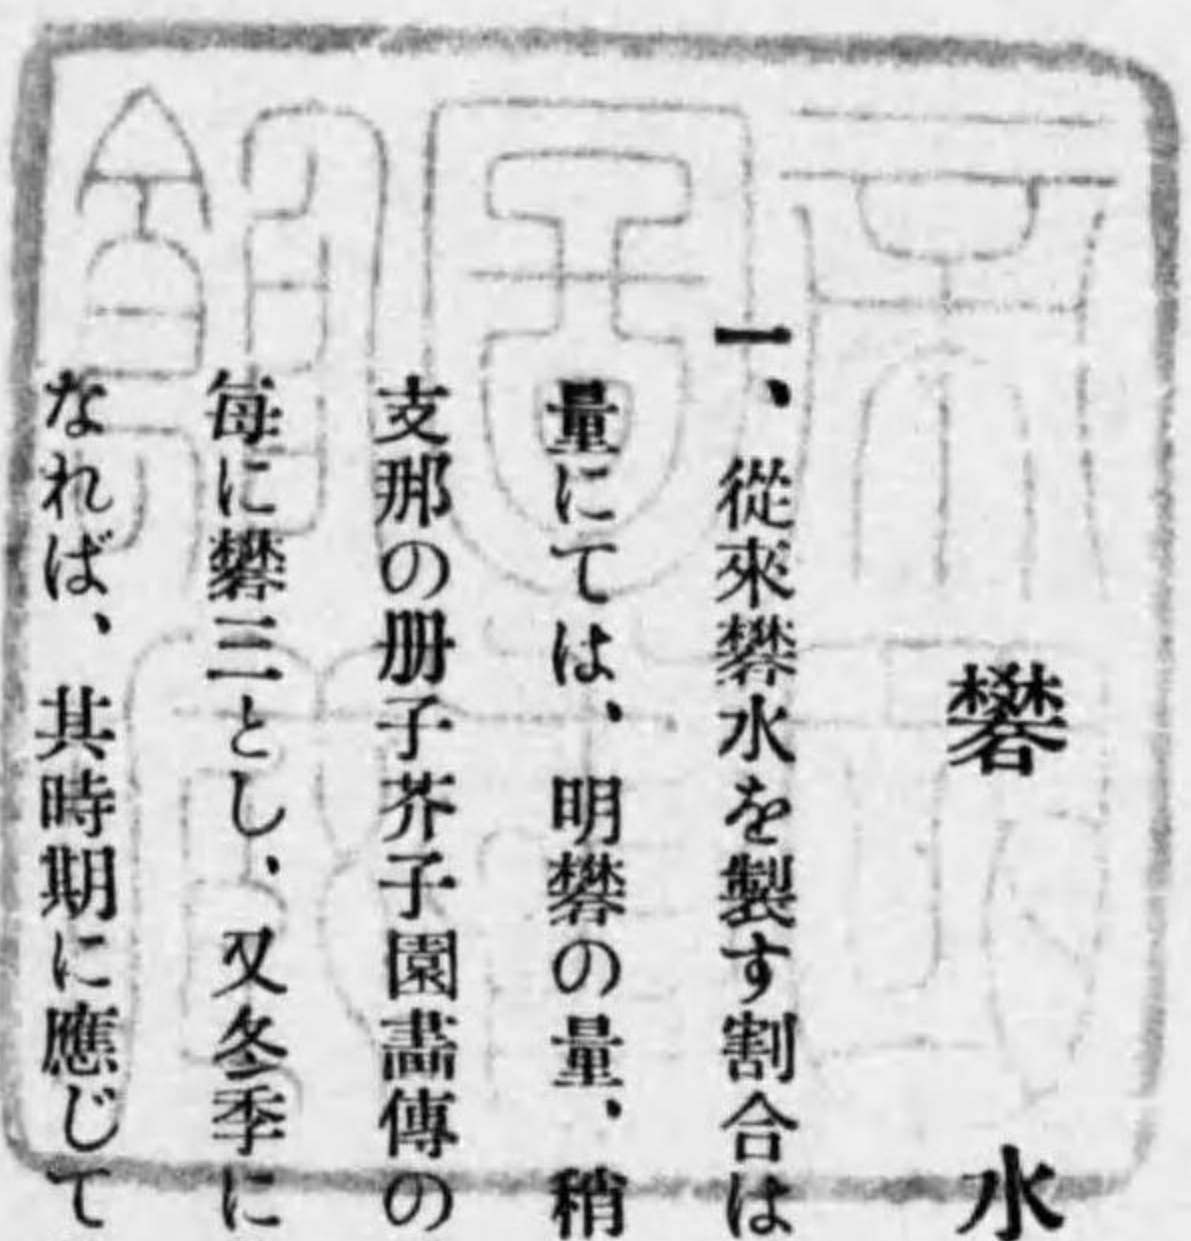 礬水
一、從來礬水を製す割合は
量にては、明礬の量、稍
支那の册子芥子園畵傳の
每に礬三とし、又冬季に
なれば、其時期に應じて